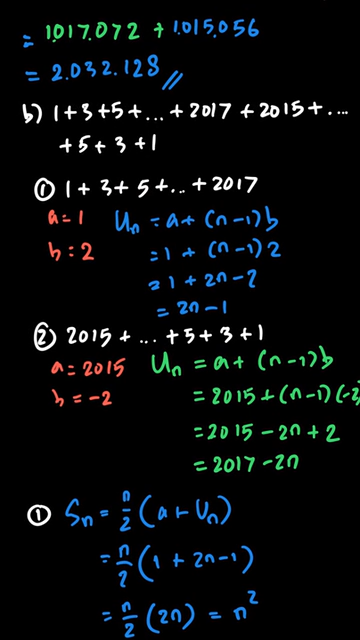 = 1.017.072 + 1.015.056
= 2.032.128 //
b) 1 + 3 + 5 + ... + 2017 + 2015 + ....
+ 5 + 3 + 1
① 1 + 3 + 5 + ... + 2017
a = 1 Un = a + (n-1) b
b = 2 = 1 + (n-1) 2
= 1 + 2n - 2
= 2n - 1
② 2015 + ... + 5 + 3 + 1
a = 2015 Un = a + (n-1) b
b = -2 = 2015 + (n-1) (-2)
= 2015 - 2n + 2
= 2017 - 2n
① Sn = n/2 (a + Un)
= n/2 (1 + 2n - 1)
= n/2 (2n) = n²